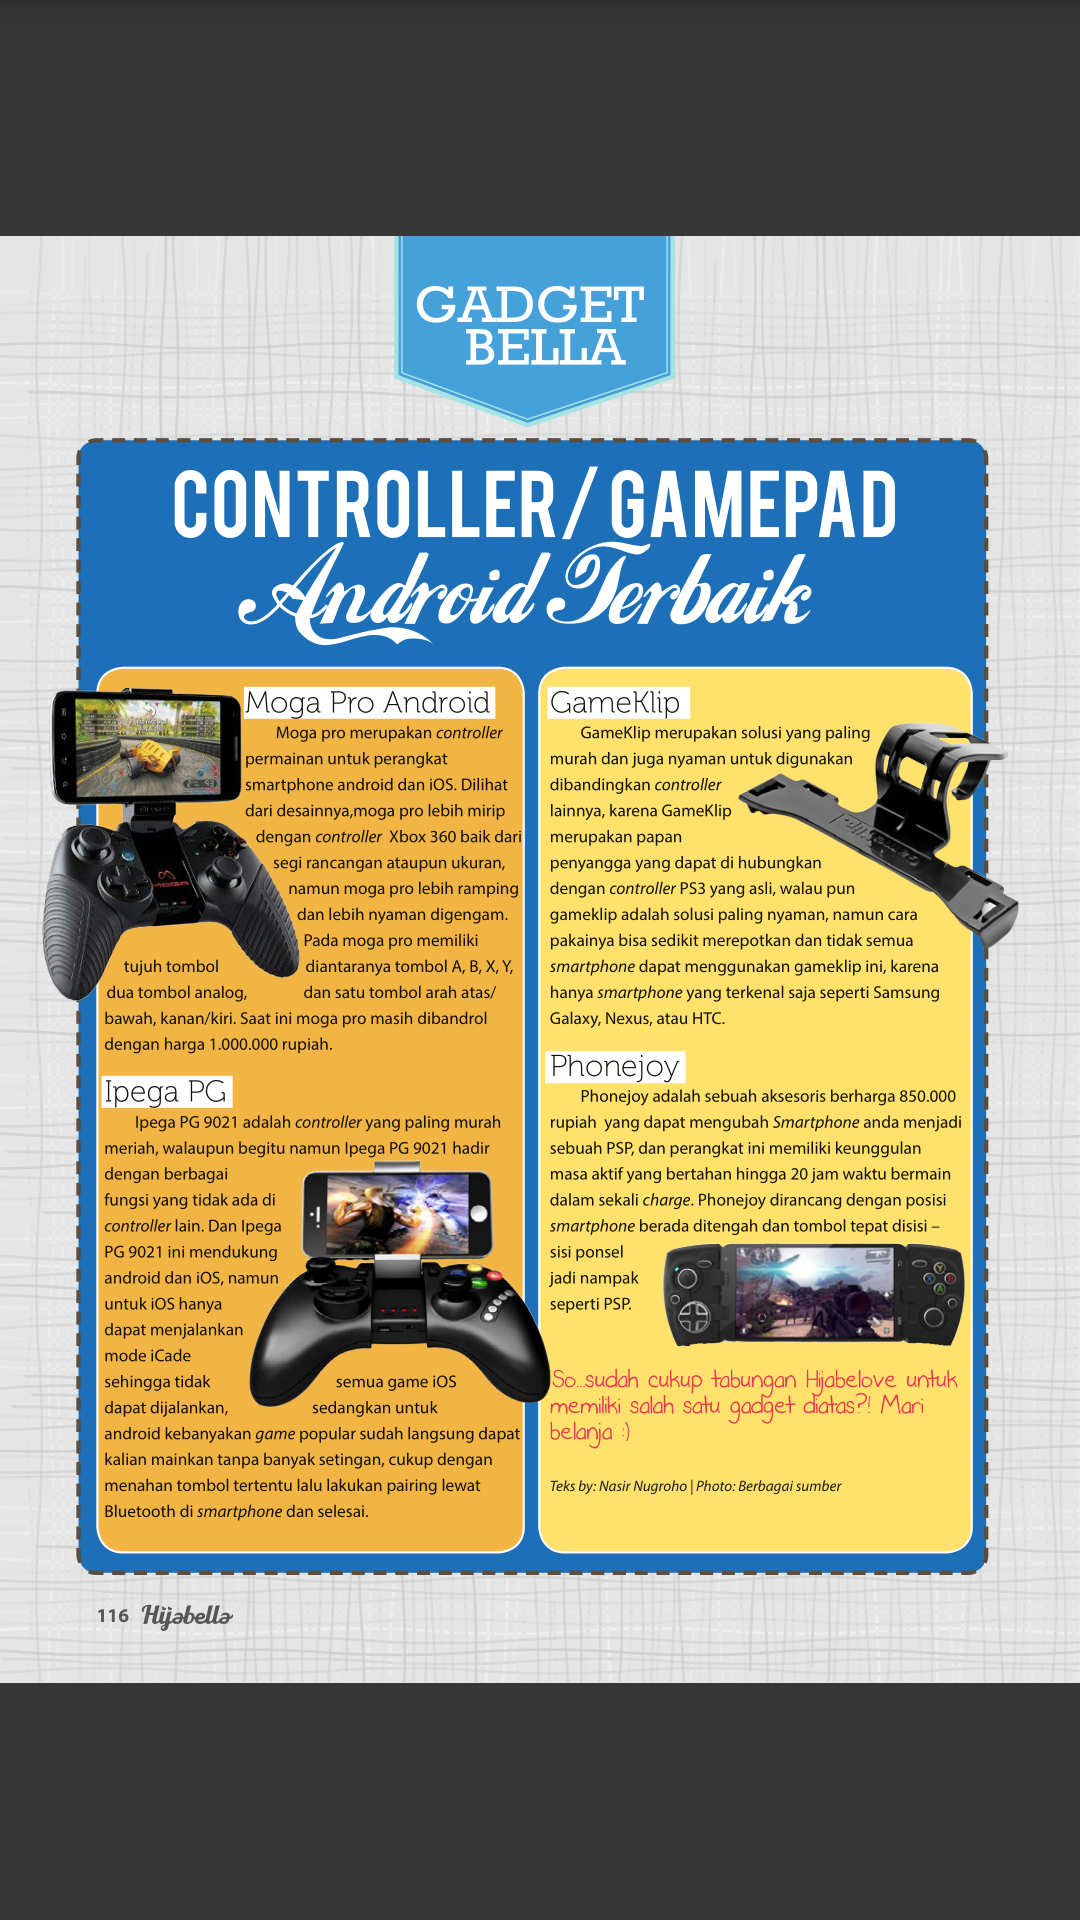 GADGET
BELLA
CONTROLLER/ GAMEPAD
Android Terbaik
Moga Pro Android
Moga pro merupakan controller
permainan untuk perangkat
smartphone android dan iOS. Dilihat
dari desainnya,moga pro lebih mirip
dengan controller Xbox 360 baik dari
segi rancangan ataupun ukuran,
namun moga pro lebih ramping
dan lebih nyaman digengam.
Pada moga pro memiliki
tujuh tombol diantaranya tombol A, B, X, Y,
dua tombol analog, dan satu tombol arah atas/
bawah, kanan/kiri. Saat ini moga pro masih dibandrol
dengan harga 1.000.000 rupiah.
MOGA
Ipega PG
Ipega PG 9021 adalah controller yang paling murah
meriah, walaupun begitu namun Ipega PG 9021 hadir
dengan berbagai
fungsi yang tidak ada di
controller lain. Dan Ipega
PG 9021 ini mendukung
android dan iOS, namun
untuk iOS hanya
dapat menjalankan
mode iCade
sehingga tidak semua game iOS
dapat dijalankan, sedangkan untuk
android kebanyakan game popular sudah langsung dapat
kalian mainkan tanpa banyak setingan, cukup dengan
menahan tombol tertentu lalu lakukan pairing lewat
Bluetooth di smartphone dan selesai.
GameKlip
GameKlip merupakan solusi yang paling
murah dan juga nyaman untuk digunakan
dibandingkan controller
lainnya, karena GameKlip
merupakan papan
penyangga yang dapat di hubungkan
dengan controller PS3 yang asli, walau pun
gameklip adalah solusi paling nyaman, namun cara
pakainya bisa sedikit merepotkan dan tidak semua
smartphone dapat menggunakan gameklip ini, karena
hanya smartphone yang terkenal saja seperti Samsung
Galaxy, Nexus, atau HTC.
GameKlip
Phonejoy
Phonejoy adalah sebuah aksesoris berharga 850.000
rupiah yang dapat mengubah Smartphone anda menjadi
sebuah PSP, dan perangkat ini memiliki keunggulan
masa aktif yang bertahan hingga 20 jam waktu bermain
dalam sekali charge. Phonejoy dirancang dengan posisi
smartphone berada ditengah dan tombol tepat disisi –
sisi ponsel
jadi nampak
seperti PSP.
Y
X B
A
So...sudah cukup tabungan Hijabelove untuk
memiliki salah satu gadget diatas?! Mari
belanja :)
Teks by: Nasir Nugroho | Photo: Berbagai sumber
116 Hijabella